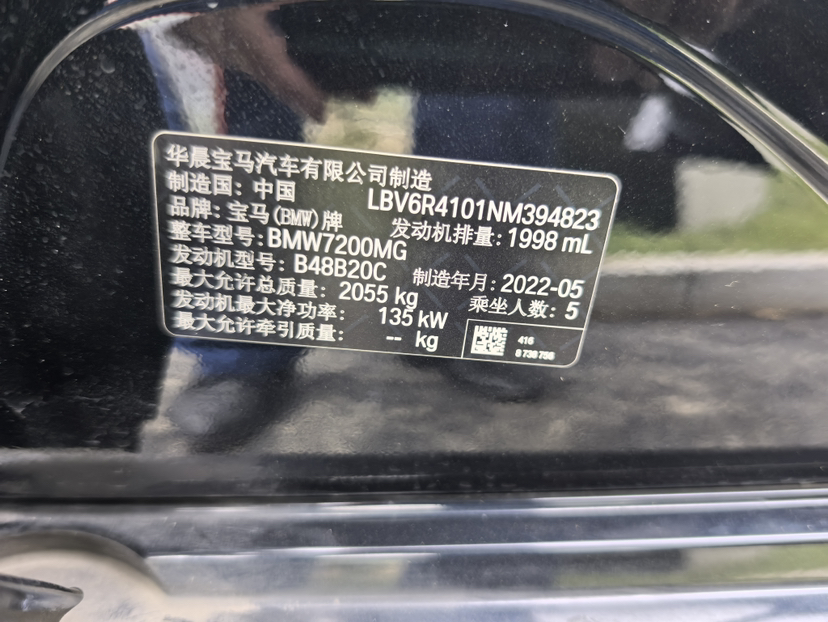 华晨宝马汽车有限公司制造
制造国：中国 LBV6R4101NM394823
品牌：宝马(BMW)牌 发动机排量：1998 mL
整车型号：BMW7200MG
发动机型号：B48B20C 制造年月：2022-05
最大允许总质量：2055 kg 乘坐人数：5
发动机最大净功率：135 kW
最大允许牵引质量：-- kg
416
8 738 756